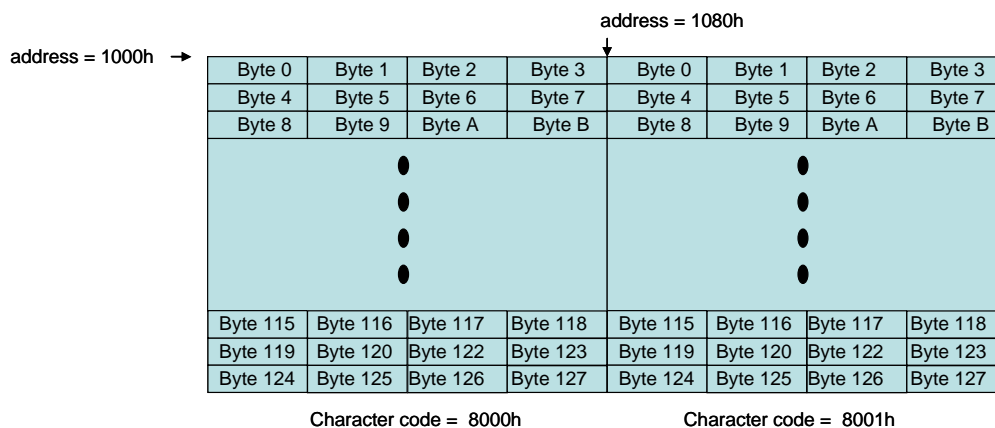 address = 1080h
address = 1000h
Byte 0 Byte 1 Byte 2 Byte 3 Byte 0 Byte 1 Byte 2 Byte 3
Byte 4 Byte 5 Byte 6 Byte 7 Byte 4 Byte 5 Byte 6 Byte 7
Byte 8 Byte 9 Byte A Byte B Byte 8 Byte 9 Byte A Byte B
Byte 115 Byte 116 Byte 117 Byte 118 Byte 115 Byte 116 Byte 117 Byte 118
Byte 119 Byte 120 Byte 122 Byte 123 Byte 119 Byte 120 Byte 122 Byte 123
Byte 124 Byte 125 Byte 126 Byte 127 Byte 124 Byte 125 Byte 126 Byte 127
Character code = 8000h Character code = 8001h